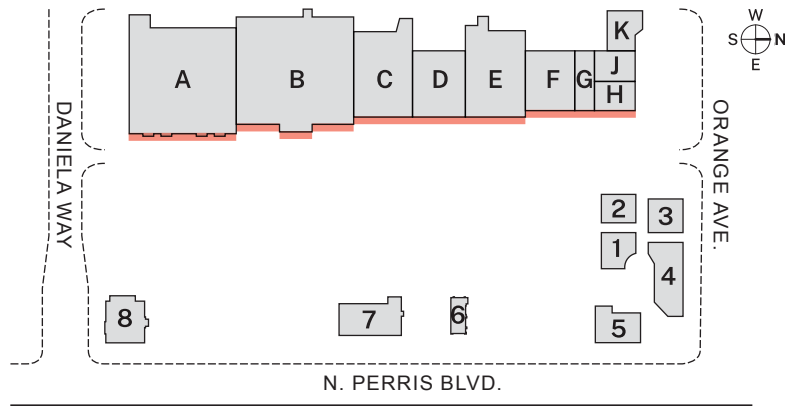 K
W
S N
E
A B C D E F G J
H
DANIELA WAY
ORANGE AVE.
2 3
1
4
8 7 6 5
N. PERRIS BLVD.